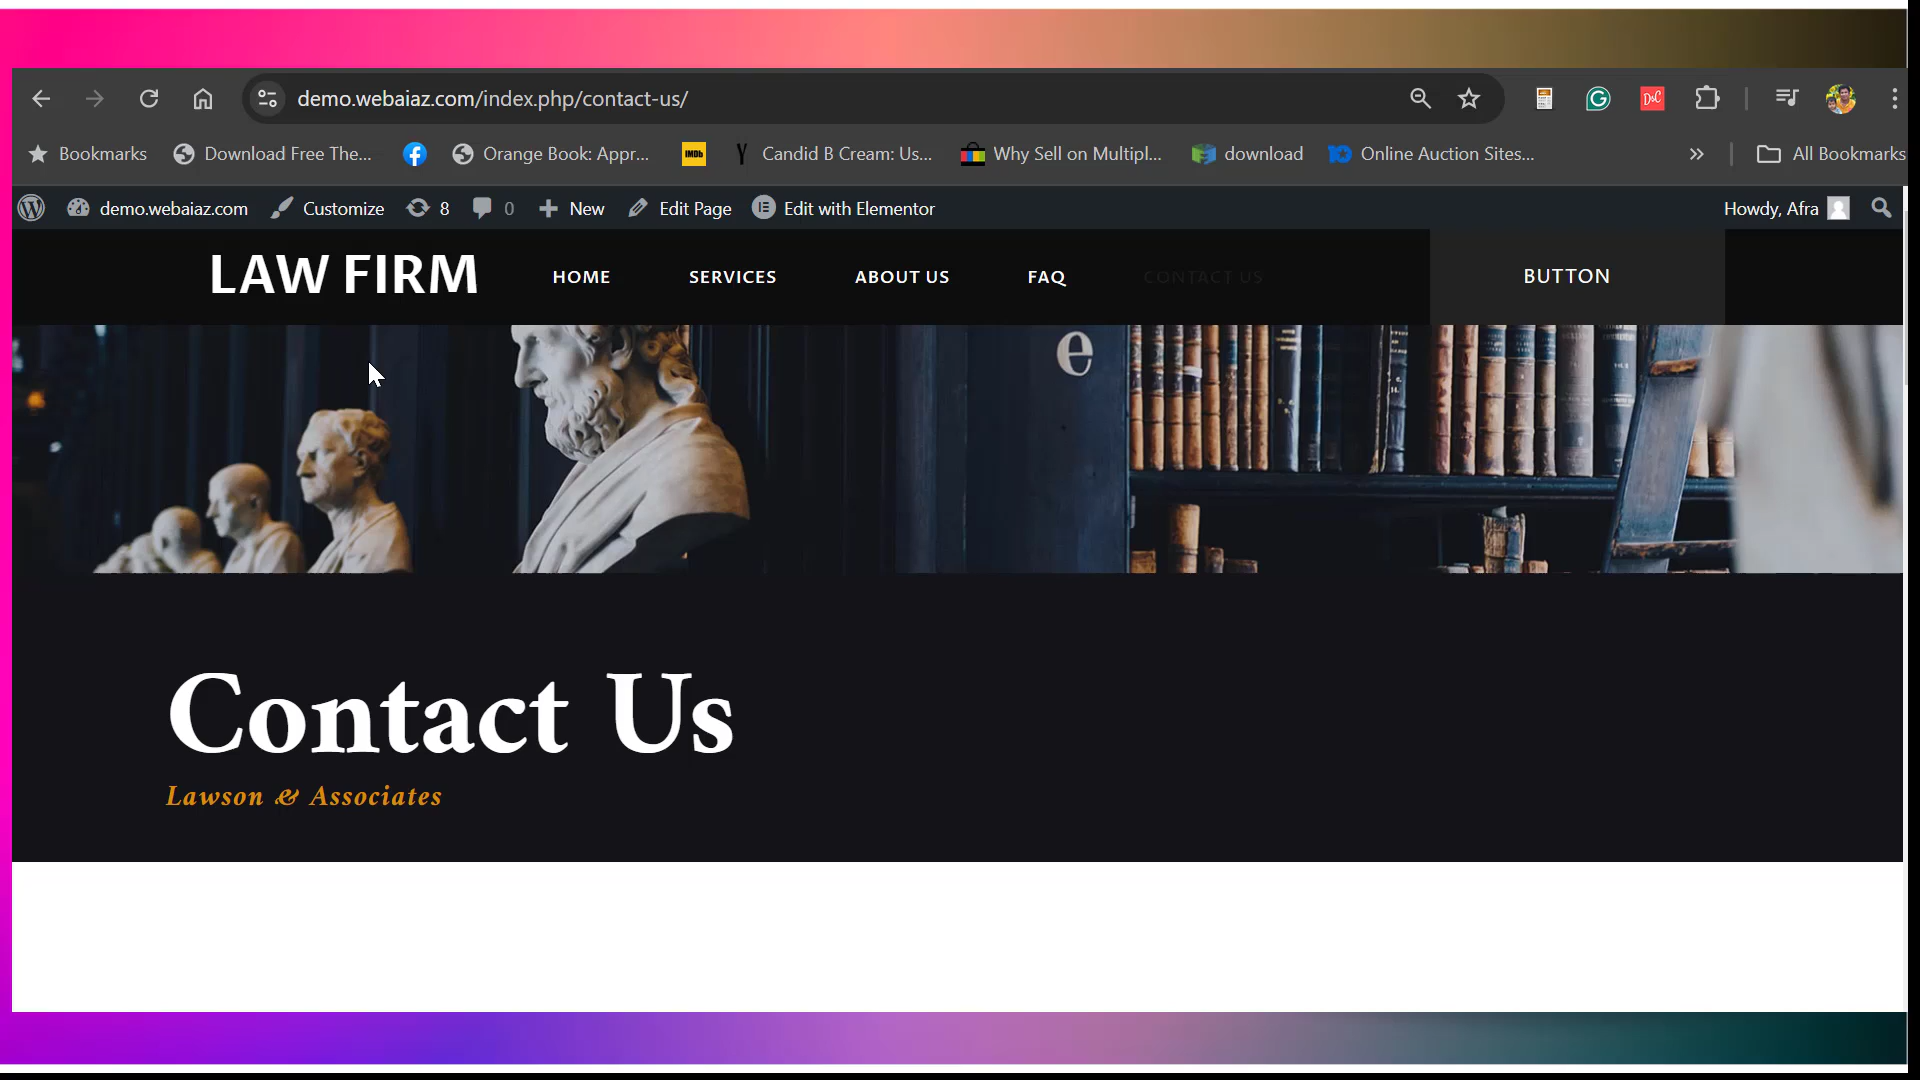 demo.webaiaz.com/index.php/contact-us/
Bookmarks Download Free The... Orange Book: Appr... IMDb Candid B Cream: Us... Why Sell on Multipl... download Online Auction Sites... » All Bookmarks
demo.webaiaz.com Customize 8 0 New Edit Page Edit with Elementor Howdy, Afra
LAW FIRM HOME SERVICES ABOUT US FAQ CONTACT US BUTTON
e
Contact Us
Lawson & Associates